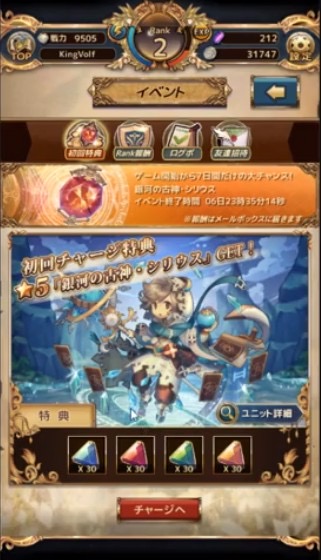 戦力 9505
KingVolf
Rank
2
Exp
212
31747
TOP
設定
イベント
初回特典
Rank報酬
ログボ
友達招待
ゲーム開始から7日間だけの大チャンス!
銀河の古神・シリウス
イベント終了時間 06日23時35分14秒
※報酬はメールボックスに届きます
初回チャージ特典
★5「銀河の古神・シリウス」GET!
特典
ユニット詳細
X 30
X 30
X 30
X 30
チャージへ